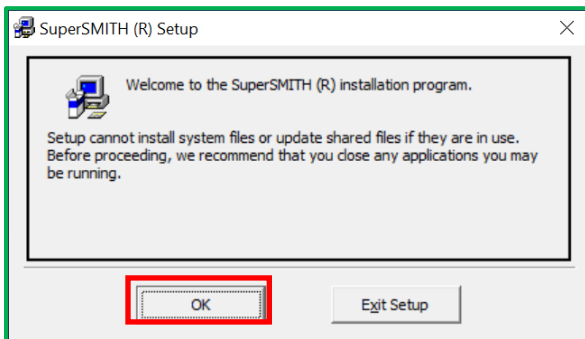 SuperSMITH (R) Setup
Welcome to the SuperSMITH (R) installation program.
Setup cannot install system files or update shared files if they are in use.
Before proceeding, we recommend that you close any applications you may
be running.
OK
Exit Setup